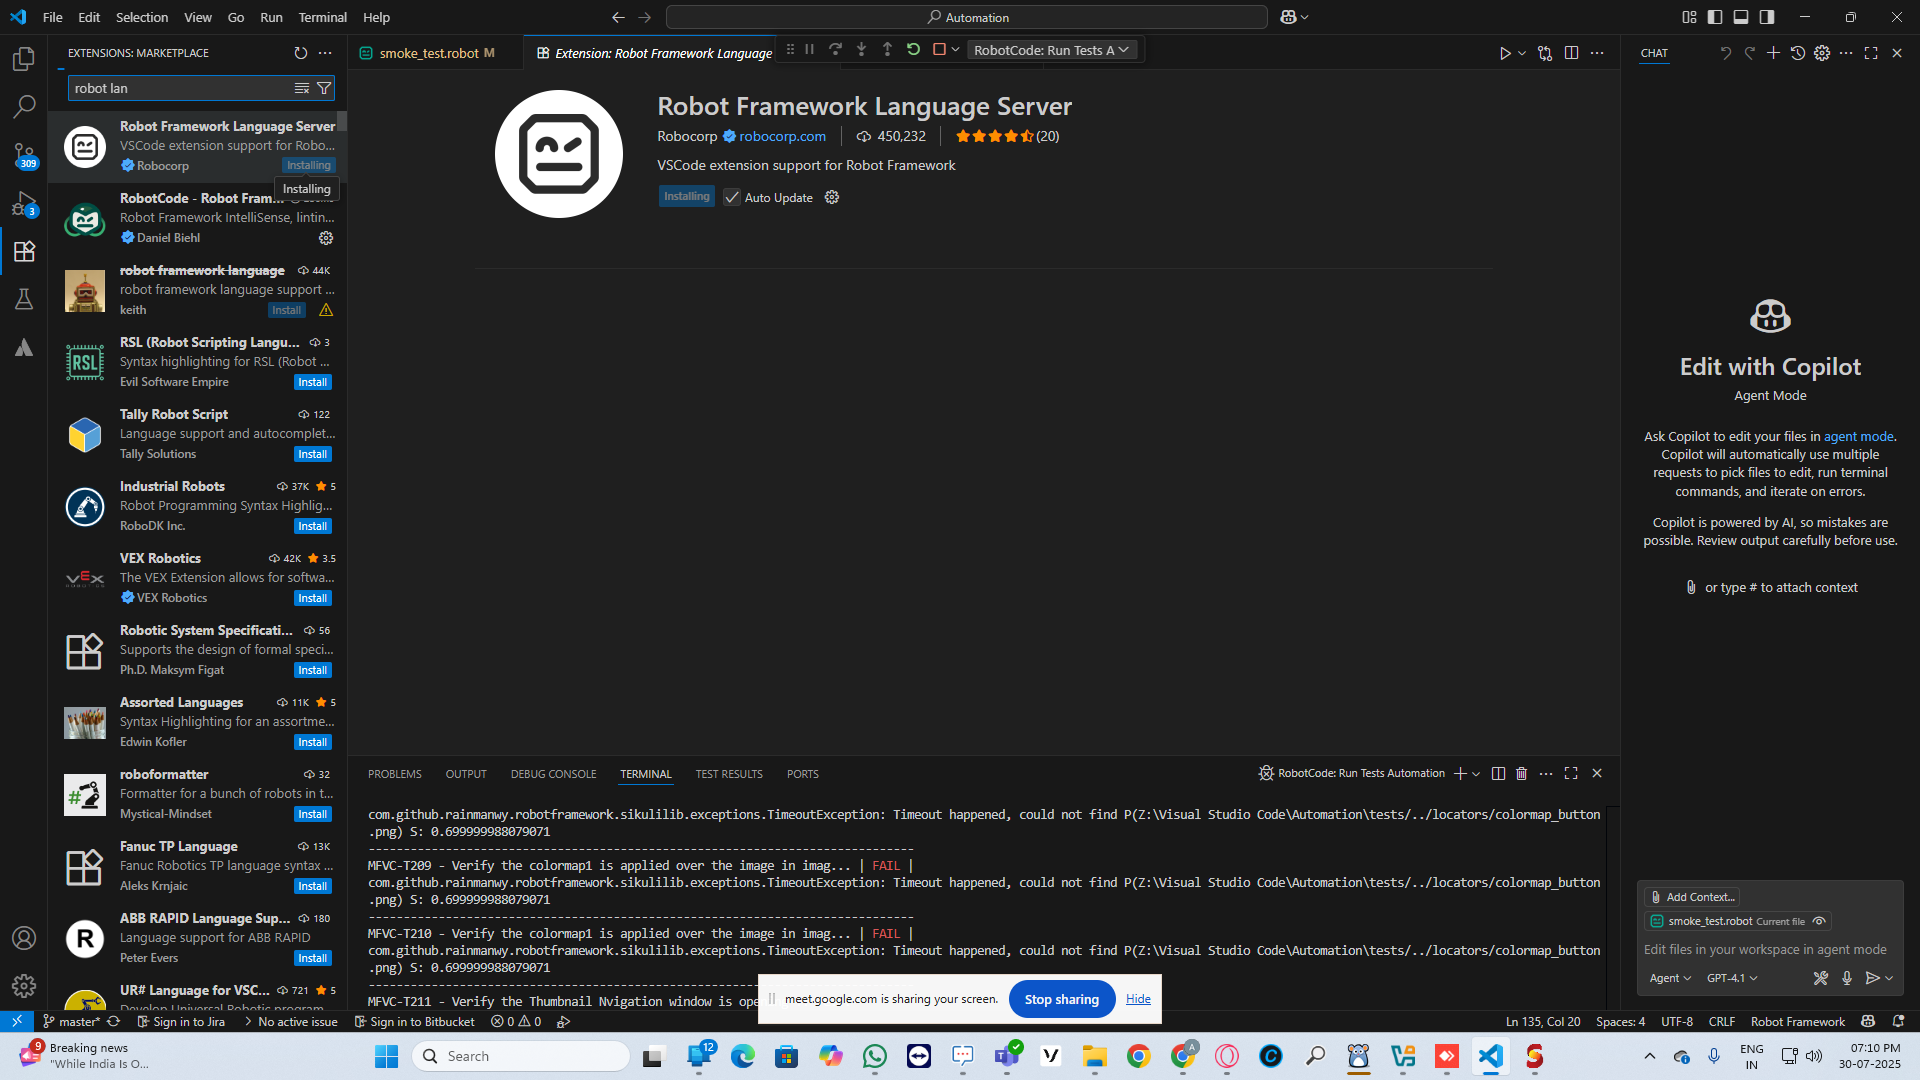 File Edit Selection View Go Run Terminal Help
Automation
EXTENSIONS: MARKETPLACE
robot lan
Robot Framework Language Server
VSCode extension support for Robo...
Robocorp Installing
Installing
RobotCode - Robot Fram...
Robot Framework IntelliSense, lintin...
Daniel Biehl
robot framework language 44K
robot framework language support ...
keith Install
RSL (Robot Scripting Langu... 3
Syntax highlighting for RSL (Robot ...
Evil Software Empire Install
Tally Robot Script 122
Language support and autocomplet...
Tally Solutions Install
Industrial Robots 37K 5
Robot Programming Syntax Highlig...
RoboDK Inc. Install
VEX Robotics 42K 3.5
The VEX Extension allows for softwa...
VEX Robotics Install
Robotic System Specificati... 56
Supports the design of formal speci...
Ph.D. Maksym Figat Install
Assorted Languages 11K 5
Syntax Highlighting for an assortme...
Edwin Kofler Install
roboformatter 32
Formatter for a bunch of robots in t...
Mystical-Mindset Install
Fanuc TP Language 13K
Fanuc Robotics TP language syntax ...
Aleks Krnjaic Install
ABB RAPID Language Sup... 180
Language support for ABB RAPID
Peter Evers Install
UR# Language for VSC... 721 5
Develop Universal Robotic program
309
3
RSL
VEX
R
smoke_test.robot M
Extension: Robot Framework Language
RobotCode: Run Tests A
Robot Framework Language Server
Robocorp robocorp.com 450,232 (20)
VSCode extension support for Robot Framework
Installing Auto Update
PROBLEMS OUTPUT DEBUG CONSOLE TERMINAL TEST RESULTS PORTS
RobotCode: Run Tests Automation
com.github.rainmanwy.robotframework.sikulilib.exceptions.TimeoutException: Timeout happened, could not find P(Z:\Visual Studio Code\Automation\tests/../locators/colormap_button
.png) S: 0.699999988079071
------------------------------------------------------------------------------
MFVC-T209 - Verify the colormap1 is applied over the image in imag... | FAIL |
com.github.rainmanwy.robotframework.sikulilib.exceptions.TimeoutException: Timeout happened, could not find P(Z:\Visual Studio Code\Automation\tests/../locators/colormap_button
.png) S: 0.699999988079071
------------------------------------------------------------------------------
MFVC-T210 - Verify the colormap1 is applied over the image in imag... | FAIL |
com.github.rainmanwy.robotframework.sikulilib.exceptions.TimeoutException: Timeout happened, could not find P(Z:\Visual Studio Code\Automation\tests/../locators/colormap_button
.png) S: 0.699999988079071
------------------------------------------------------------------------------
MFVC-T211 - Verify the Thumbnail Nvigation window is ope
meet.google.com is sharing your screen. Stop sharing Hide
CHAT
Edit with Copilot
Agent Mode
Ask Copilot to edit your files in agent mode.
Copilot will automatically use multiple
requests to pick files to edit, run terminal
commands, and iterate on errors.
Copilot is powered by AI, so mistakes are
possible. Review output carefully before use.
or type # to attach context
Add Context...
smoke_test.robot Current file
Edit files in your workspace in agent mode
Agent GPT-4.1
master* Sign in to Jira No active issue Sign in to Bitbucket 0 0
Ln 135, Col 20 Spaces: 4 UTF-8 CRLF Robot Framework
9
Breaking news
"While India Is O...
Search
12
A
ENG
IN
07:10 PM
30-07-2025